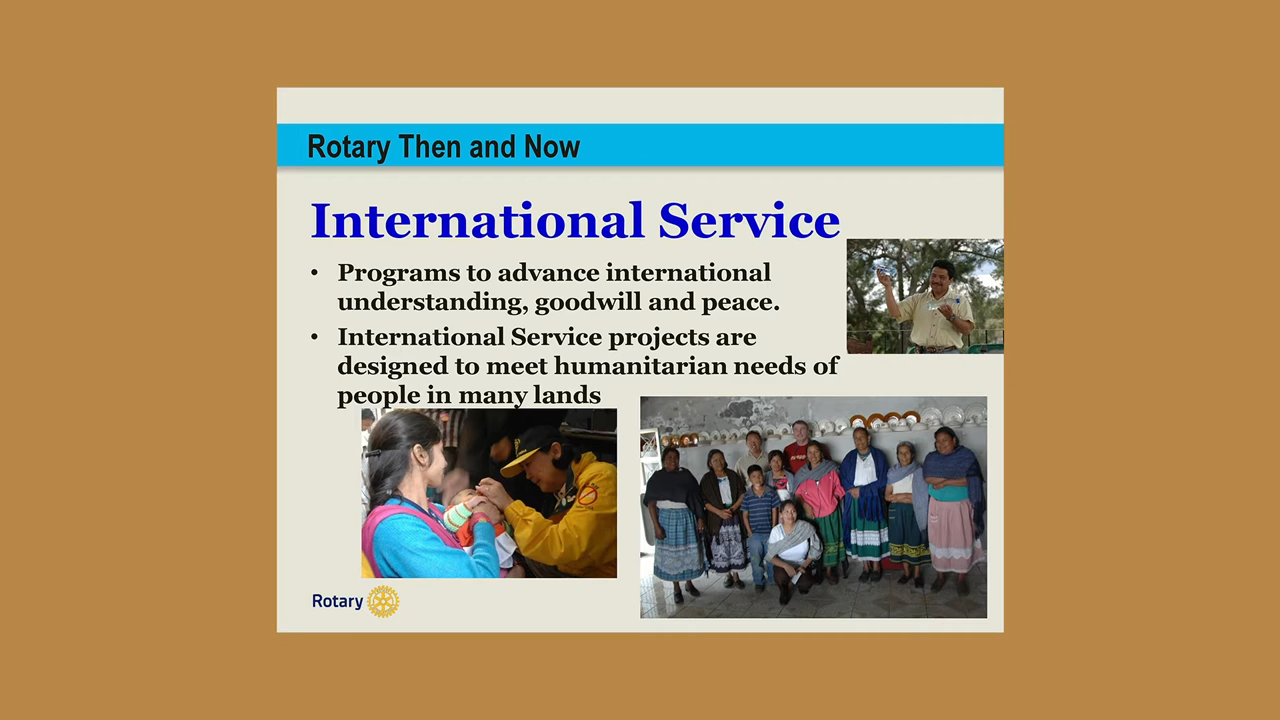 Rotary Then and Now
International Service
• Programs to advance international
understanding, goodwill and peace.
• International Service projects are
designed to meet humanitarian needs of
people in many lands
Rotary